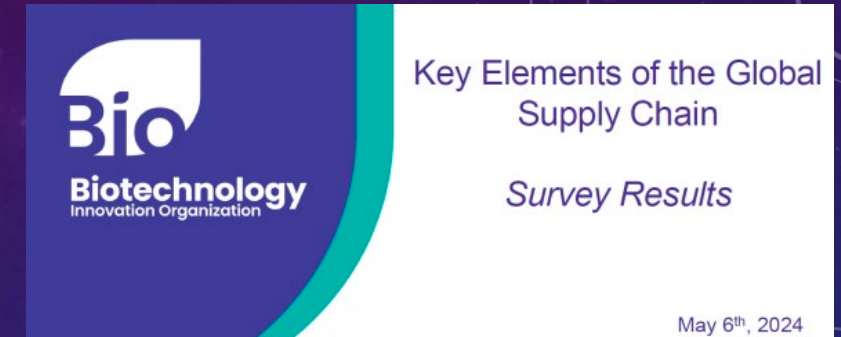 Bio
Biotechnology
Innovation Organization
Key Elements of the Global
Supply Chain
Survey Results
May 6th, 2024